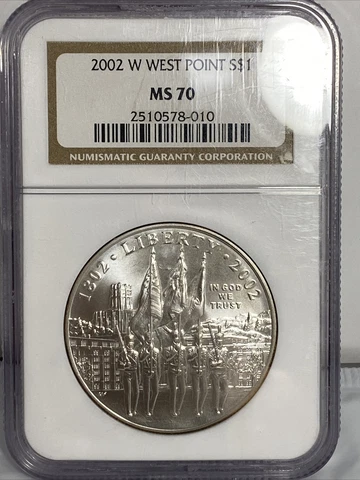 2002 W WEST POINT S$1
MS 70
2510578-010
NUMISMATIC GUARANTY CORPORATION
1802 · LIBERTY · 2002
IN GOD
WE
TRUST